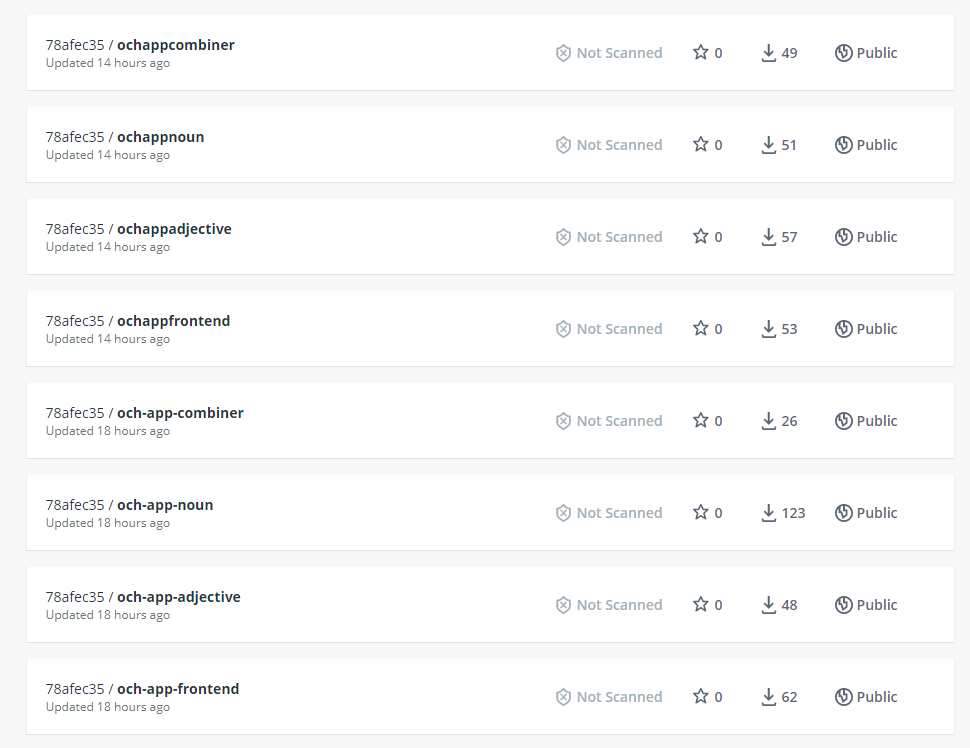 78afec35 / ochappcombiner Not Scanned 0 49 Public
Updated 14 hours ago
78afec35 / ochappnoun Not Scanned 0 51 Public
Updated 14 hours ago
78afec35 / ochappadjective Not Scanned 0 57 Public
Updated 14 hours ago
78afec35 / ochappfrontend Not Scanned 0 53 Public
Updated 14 hours ago
78afec35 / och-app-combiner Not Scanned 0 26 Public
Updated 18 hours ago
78afec35 / och-app-noun Not Scanned 0 123 Public
Updated 18 hours ago
78afec35 / och-app-adjective Not Scanned 0 48 Public
Updated 18 hours ago
78afec35 / och-app-frontend Not Scanned 0 62 Public
Updated 18 hours ago